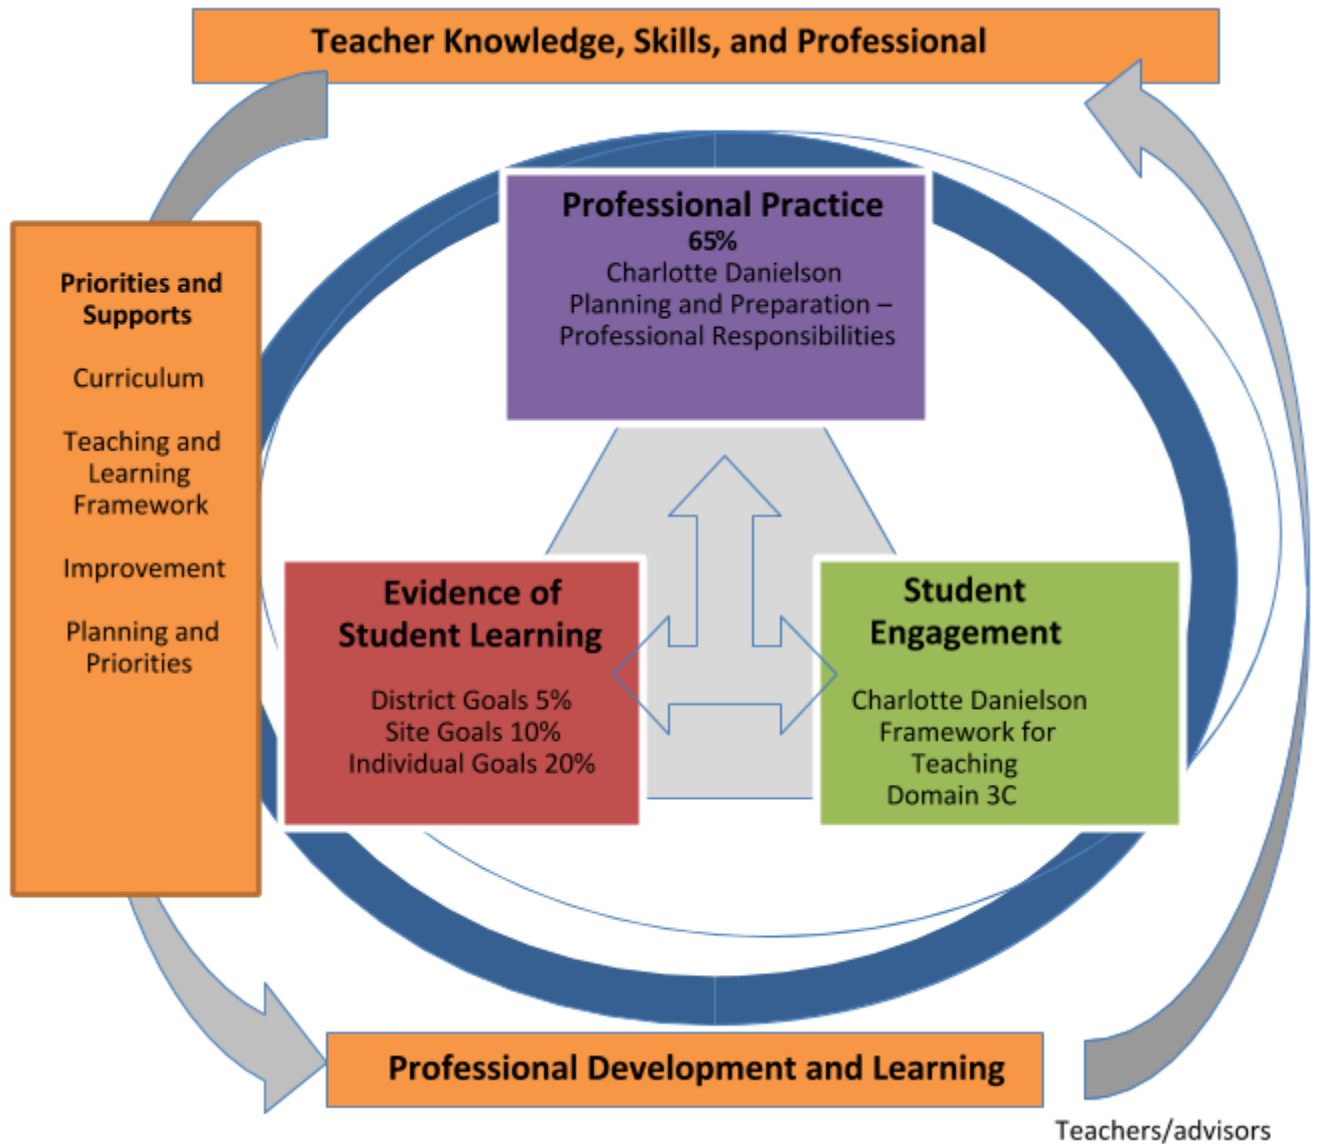 Teacher Knowledge, Skills, and Professional
Priorities and
Supports
Curriculum
Teaching and
Learning
Framework
Improvement
Planning and
Priorities
Professional Practice
65%
Charlotte Danielson
Planning and Preparation –
Professional Responsibilities
Evidence of
Student Learning
District Goals 5%
Site Goals 10%
Individual Goals 20%
Student
Engagement
Charlotte Danielson
Framework for
Teaching
Domain 3C
Professional Development and Learning
Teachers/advisors